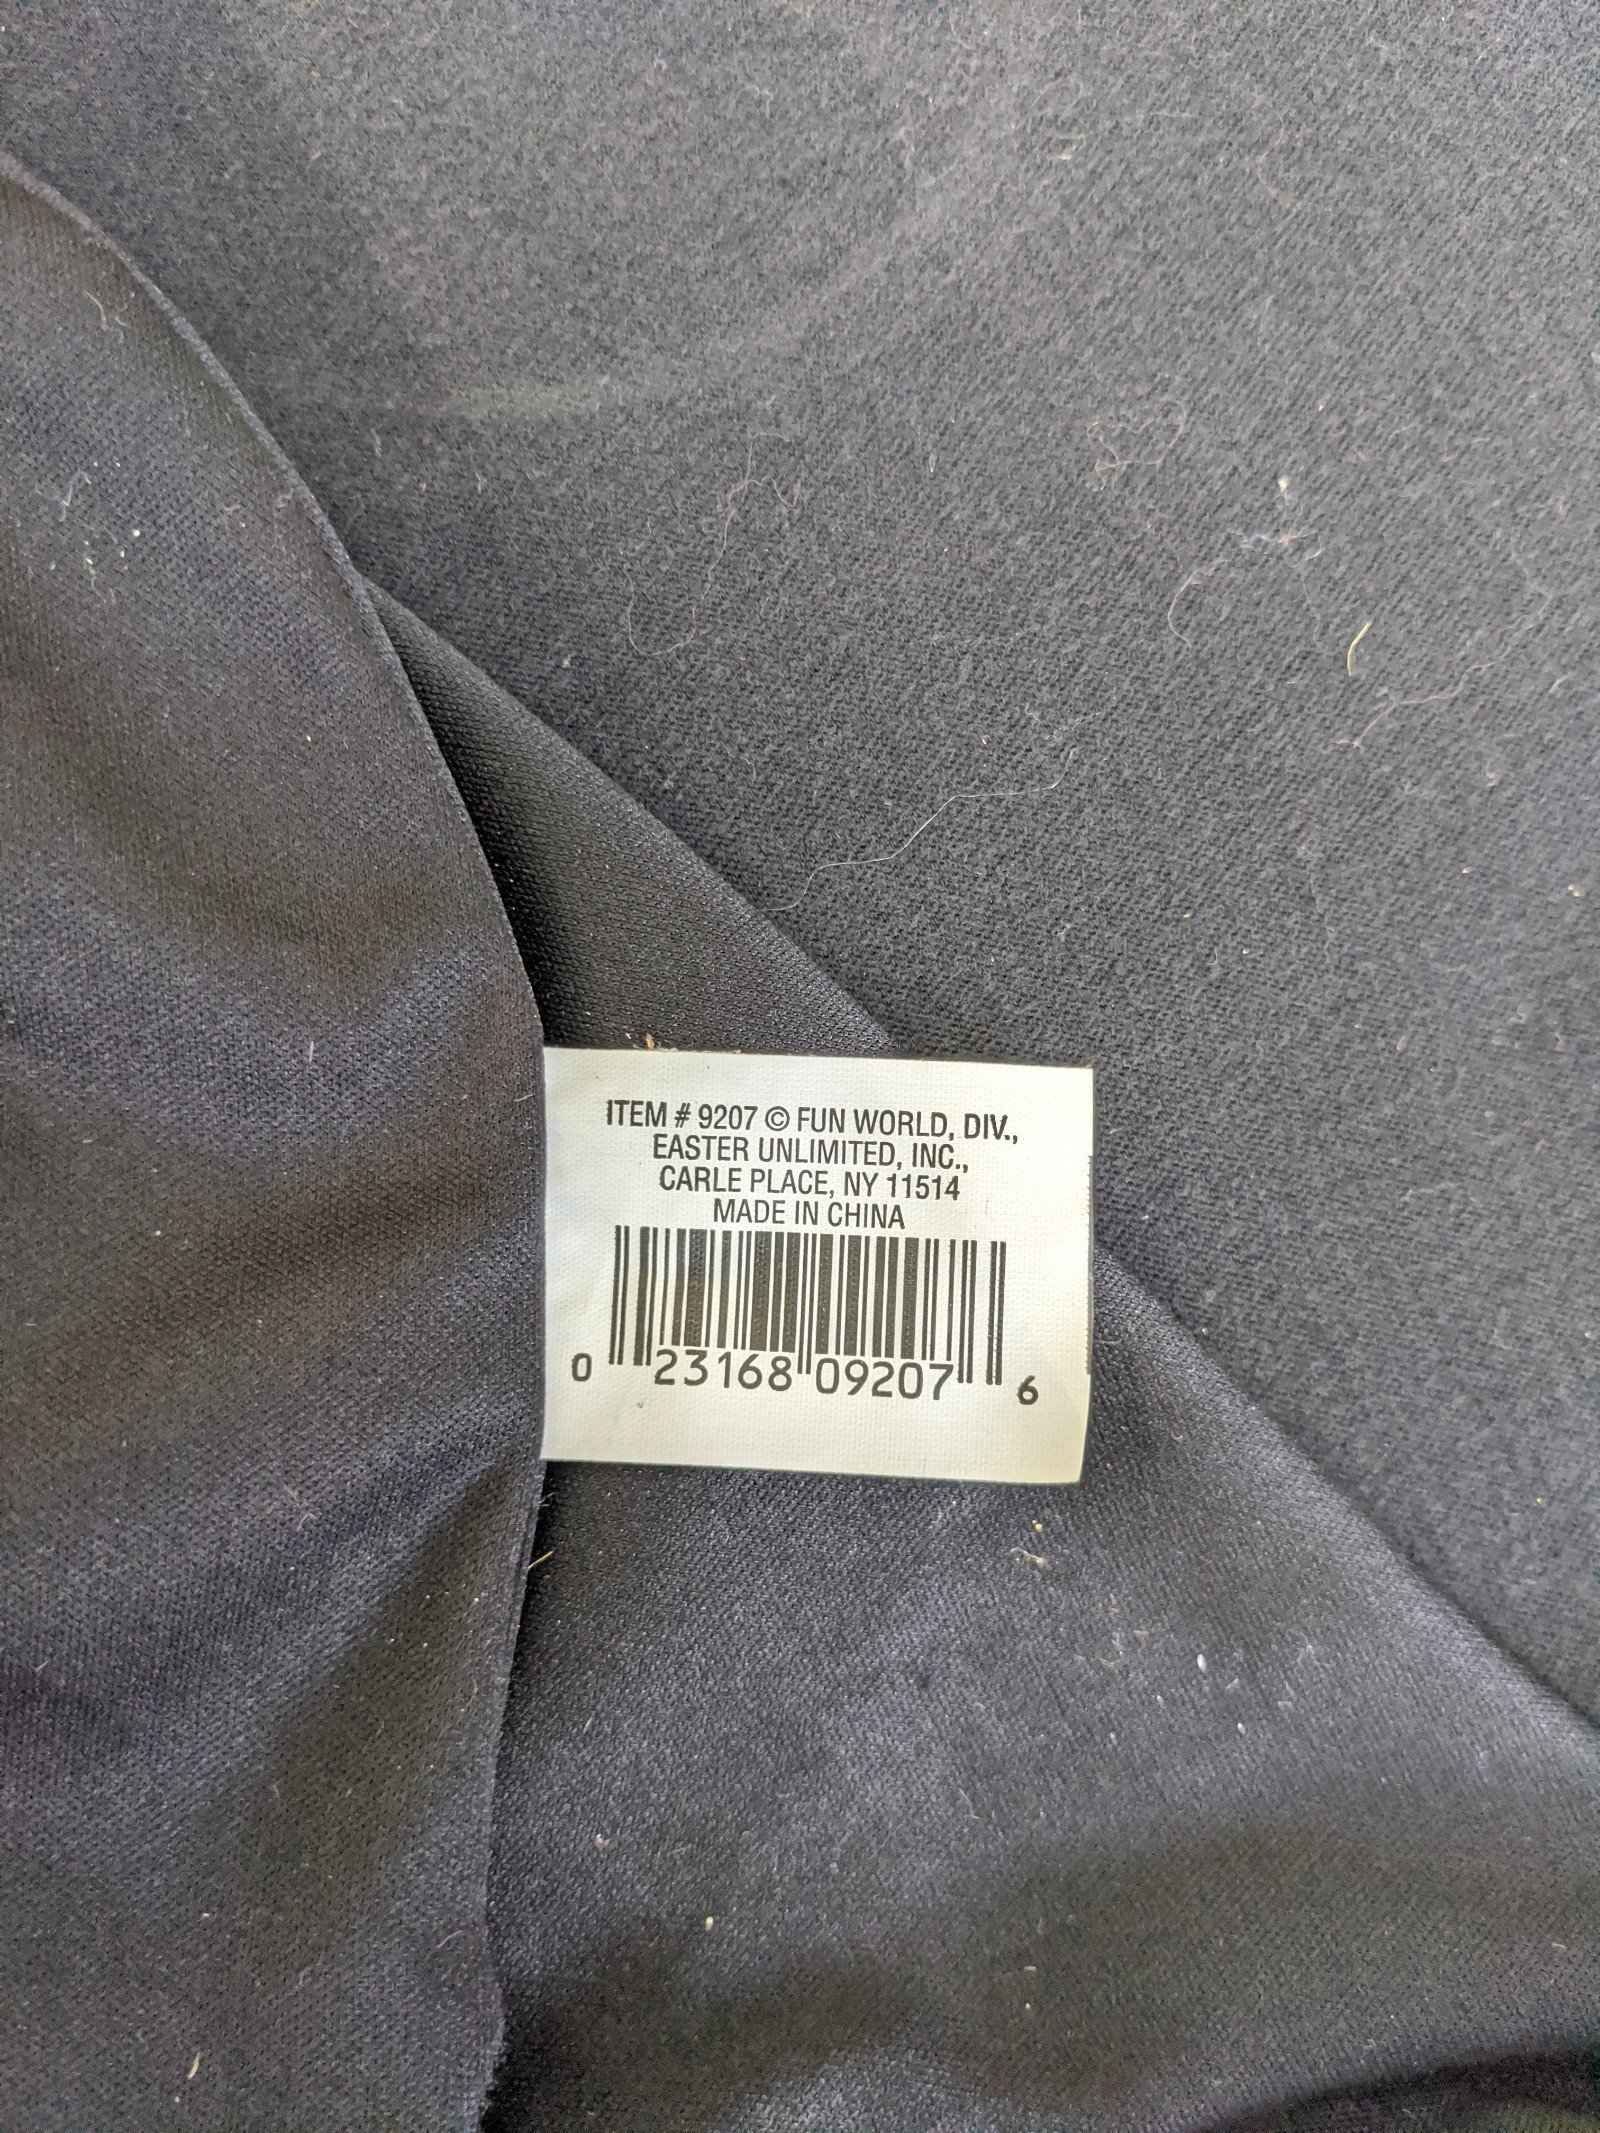 ITEM # 9207 © FUN WORLD, DIV.,
EASTER UNLIMITED, INC.,
CARLE PLACE, NY 11514
MADE IN CHINA
0 23168 09207 6